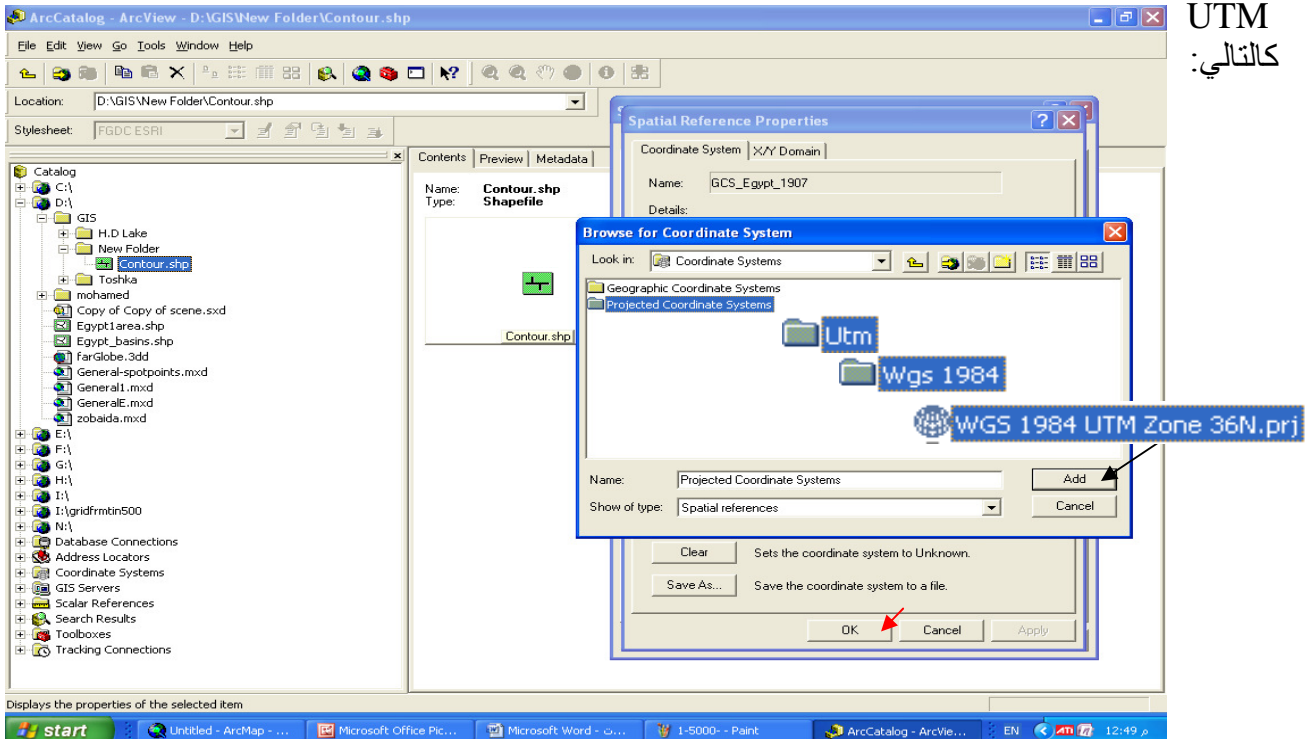 ArcCatalog - ArcView - D:\GIS\New Folder\Contour.shp
UTM
كالتالي:
File Edit View Go Tools Window Help
Location: D:\GIS\New Folder\Contour.shp
Stylesheet: FGDC ESRI
Catalog
C:\
D:\
GIS
H.D Lake
New Folder
Contour.shp
Toshka
mohamed
Copy of Copy of scene.sxd
Egypt1area.shp
Egypt_basins.shp
farGlobe.3dd
General-spotpoints.mxd
General1.mxd
GeneralE.mxd
zobaida.mxd
E:\
F:\
G:\
H:\
I:\
I:\gridfrmtin500
N:\
Database Connections
Address Locators
Coordinate Systems
GIS Servers
Scalar References
Search Results
Toolboxes
Tracking Connections
Contents Preview Metadata
Name: Contour.shp
Type: Shapefile
Contour.shp
Spatial Reference Properties
Coordinate System X/Y Domain
Name: GCS_Egypt_1907
Details:
Browse for Coordinate System
Look in: Coordinate Systems
Geographic Coordinate Systems
Projected Coordinate Systems
Utm
Wgs 1984
WGS 1984 UTM Zone 36N.prj
Name: Projected Coordinate Systems Add
Show of type: Spatial references Cancel
Clear Sets the coordinate system to Unknown.
Save As... Save the coordinate system to a file.
OK Cancel Apply
Displays the properties of the selected item
start Untitled - ArcMap - ... Microsoft Office Pic... Microsoft Word - ت... 1-5000- - Paint ArcCatalog - ArcVie... EN 12:49 م